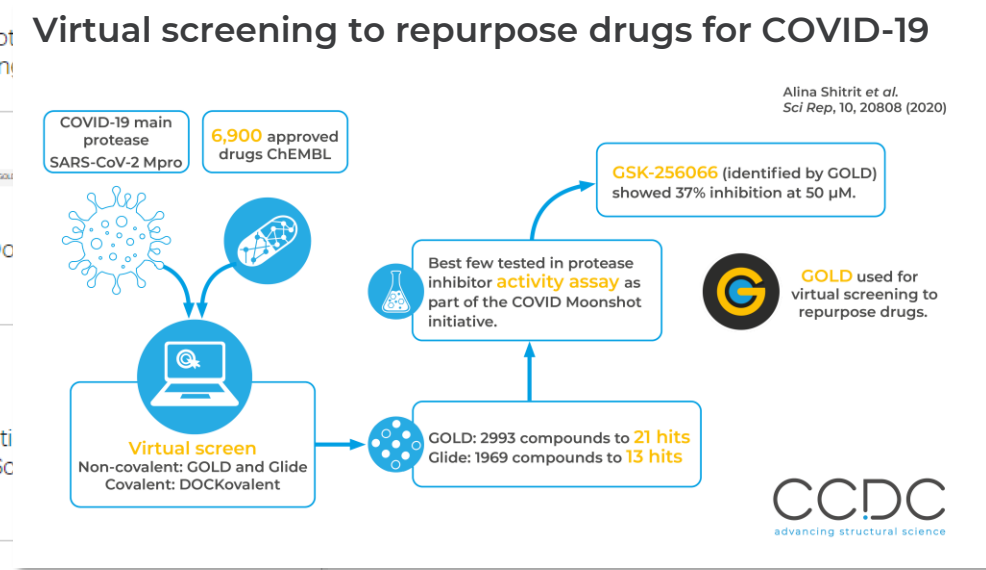 Virtual screening to repurpose drugs for COVID-19
Alina Shitrit et al.
Sci Rep, 10, 20808 (2020)
COVID-19 main
protease
SARS-CoV-2 Mpro
6,900 approved
drugs ChEMBL
GSK-256066 (identified by GOLD)
showed 37% inhibition at 50 µM.
Best few tested in protease
inhibitor activity assay as
part of the COVID Moonshot
initiative.
GOLD used for
virtual screening to
repurpose drugs.
Virtual screen
Non-covalent: GOLD and Glide
Covalent: DOCKovalent
GOLD: 2993 compounds to 21 hits
Glide: 1969 compounds to 13 hits
CCDC
advancing structural science